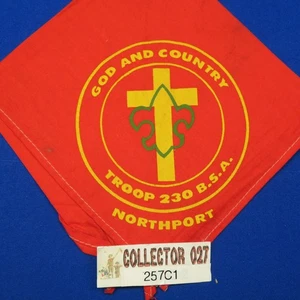 GOD AND COUNTRY
TROOP 230 B.S.A.
NORTHPORT
COLLECTOR 027
257C1